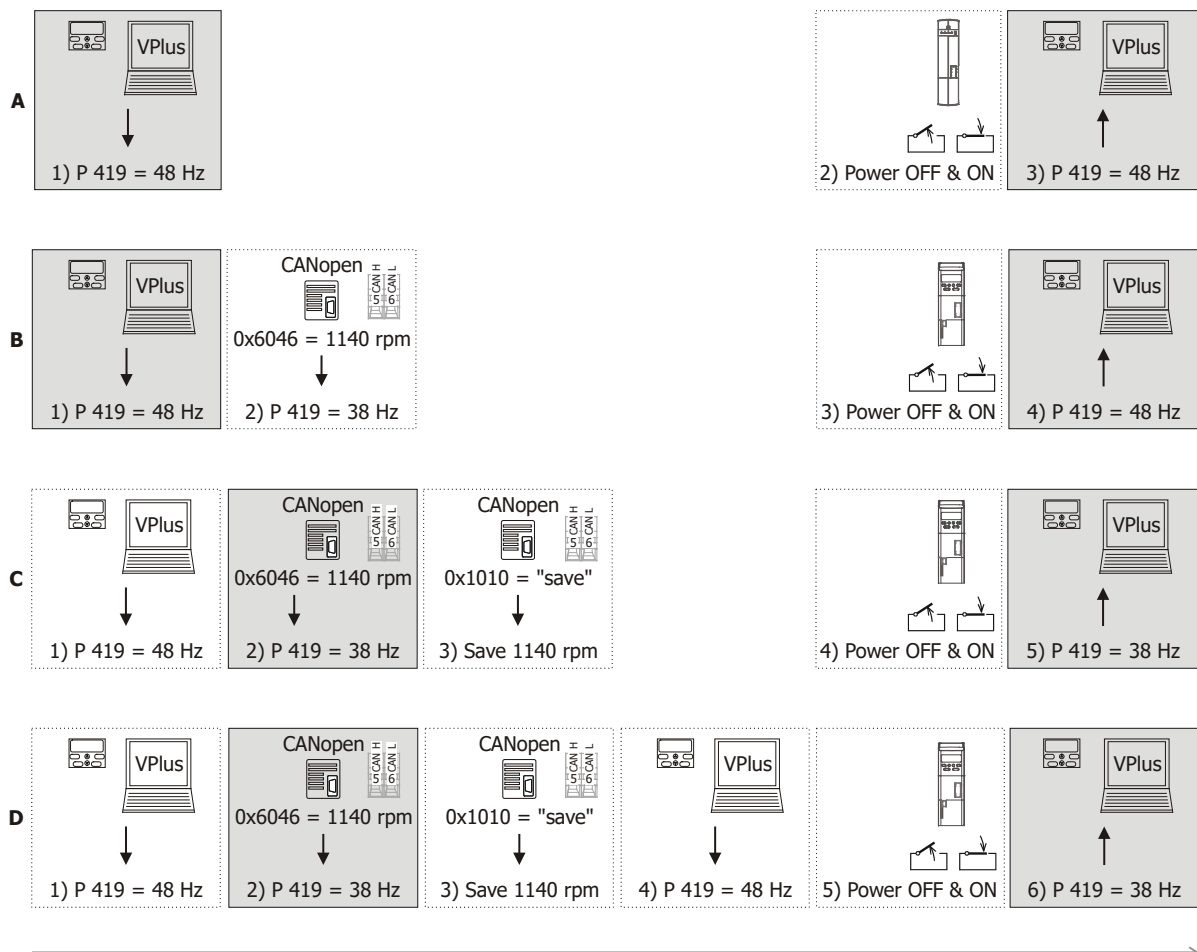 A
VPlus
1) P 419 = 48 Hz
2) Power OFF & ON
VPlus
3) P 419 = 48 Hz
B
VPlus
1) P 419 = 48 Hz
CANopen
5 CAN H
6 CAN L
0x6046 = 1140 rpm
2) P 419 = 38 Hz
3) Power OFF & ON
VPlus
4) P 419 = 48 Hz
C
VPlus
1) P 419 = 48 Hz
CANopen
5 CAN H
6 CAN L
0x6046 = 1140 rpm
2) P 419 = 38 Hz
CANopen
5 CAN H
6 CAN L
0x1010 = "save"
3) Save 1140 rpm
4) Power OFF & ON
VPlus
5) P 419 = 38 Hz
D
VPlus
1) P 419 = 48 Hz
CANopen
5 CAN H
6 CAN L
0x6046 = 1140 rpm
2) P 419 = 38 Hz
CANopen
5 CAN H
6 CAN L
0x1010 = "save"
3) Save 1140 rpm
VPlus
4) P 419 = 48 Hz
5) Power OFF & ON
VPlus
6) P 419 = 38 Hz